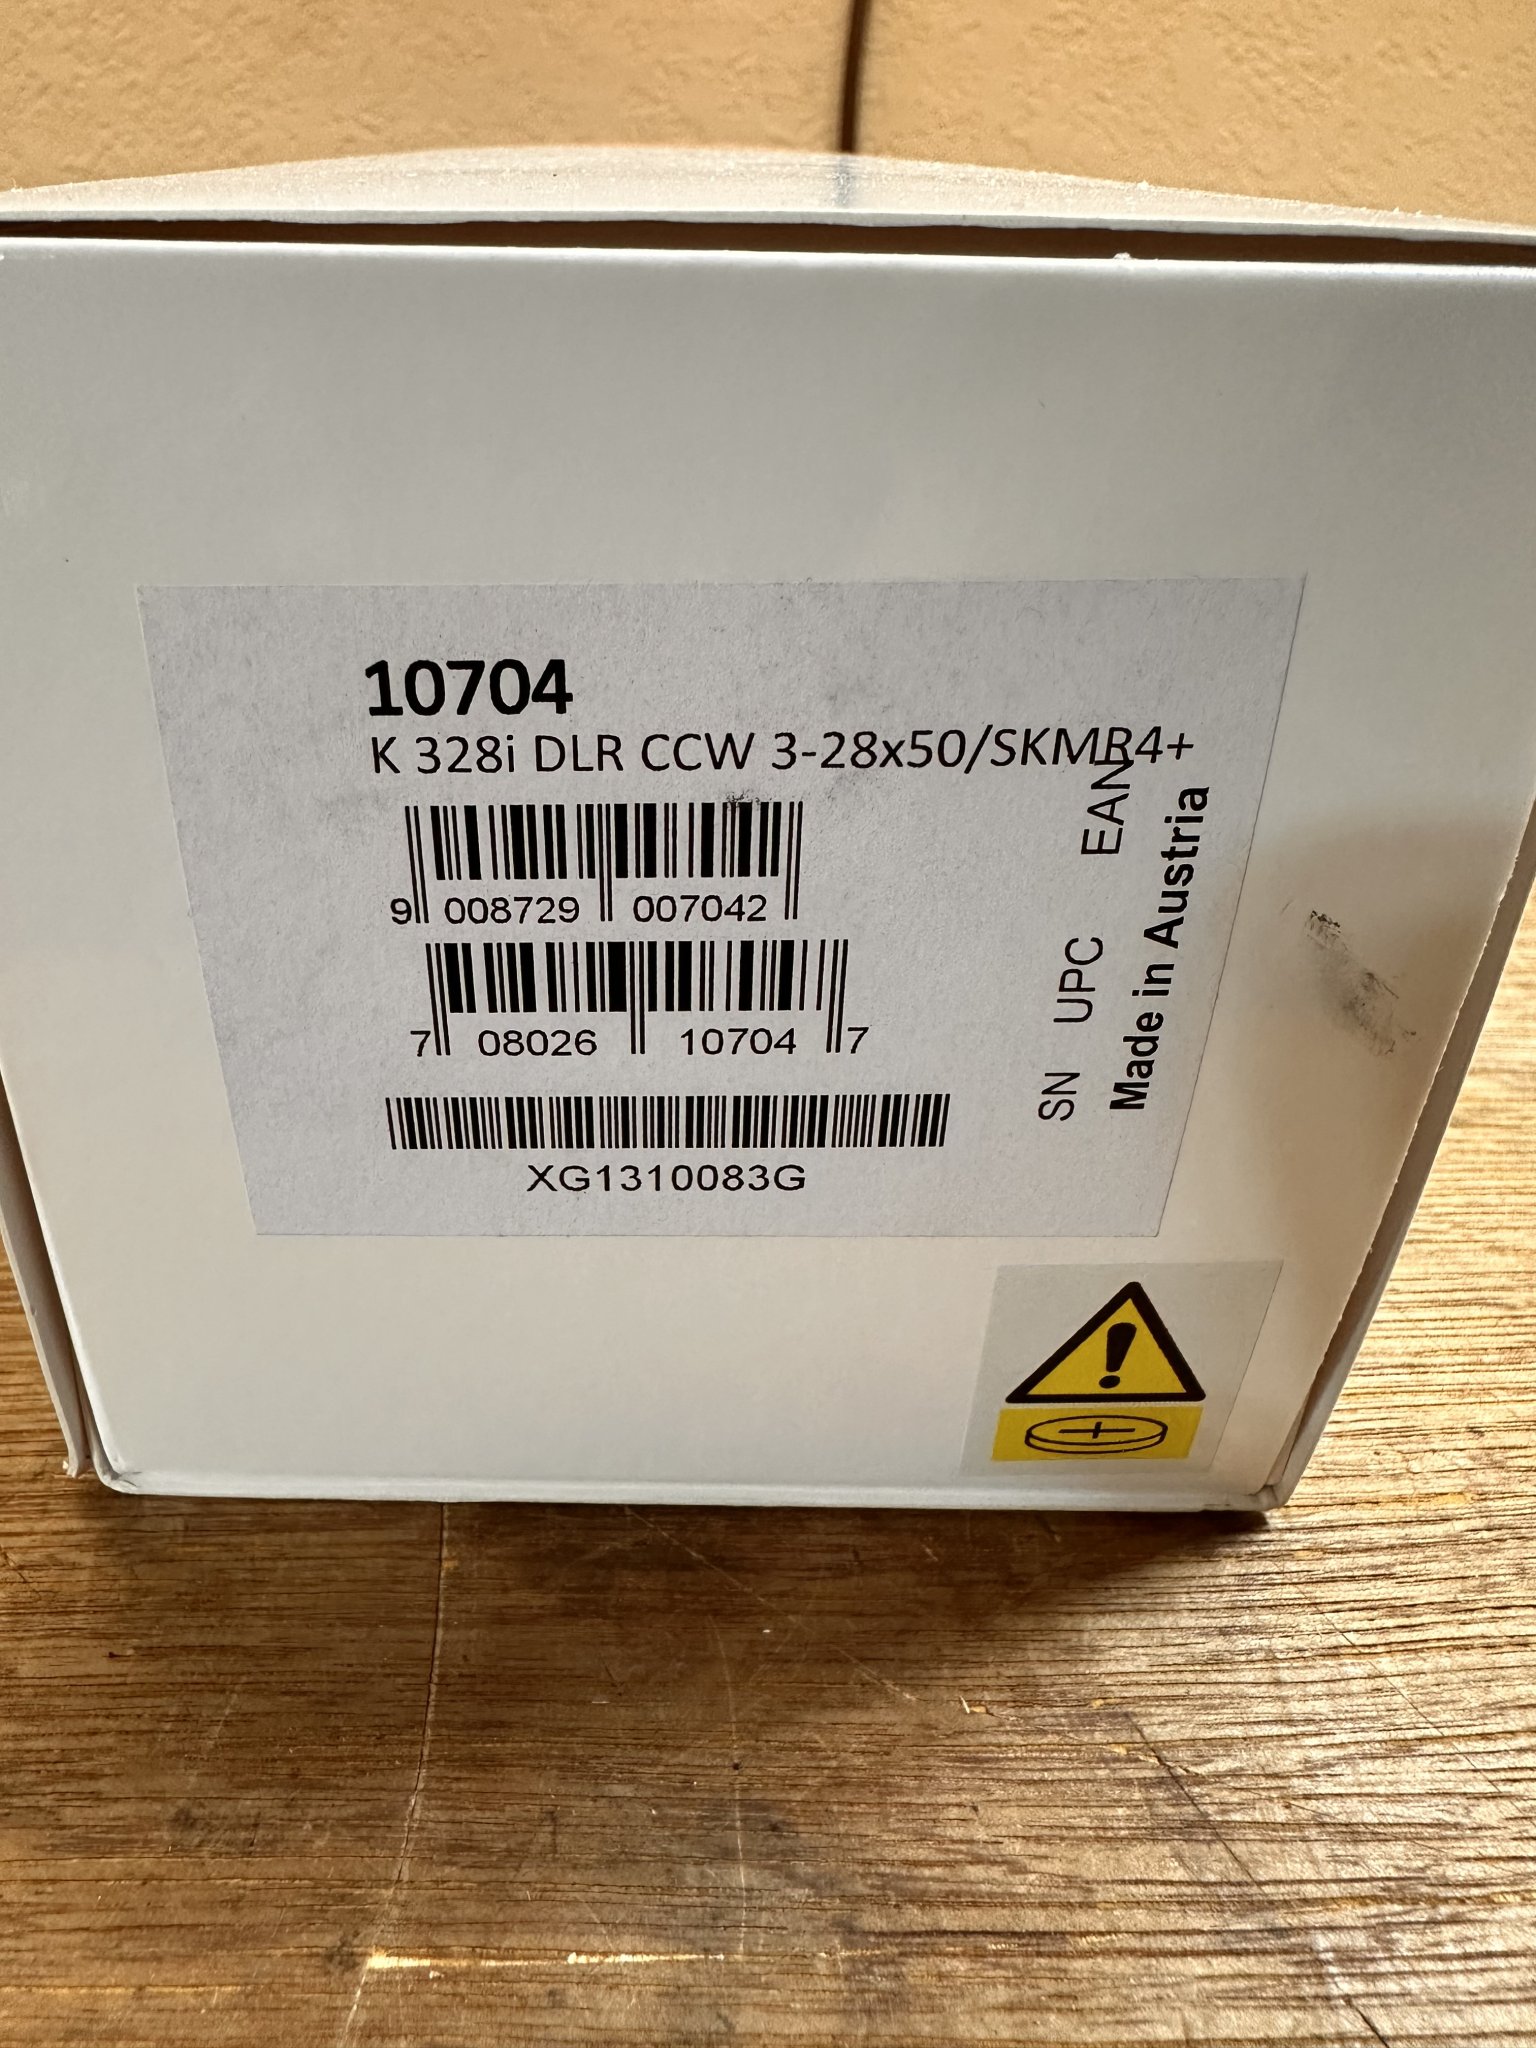 10704
K 328i DLR CCW 3-28x50/SKMR4+
9 008729 007042
7 08026 10704 7
XG1310083G
SN UPC EAN
Made in Austria